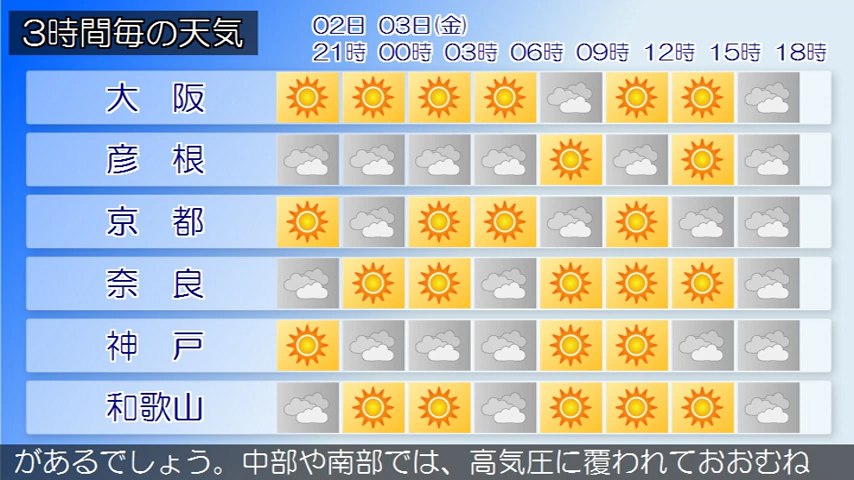 3時間毎の天気
02日 03日(金)
21時 00時 03時 06時 09時 12時 15時 18時
大 阪
彦 根
京 都
奈 良
神 戸
和歌山
があるでしょう。中部や南部では、高気圧に覆われておおむね